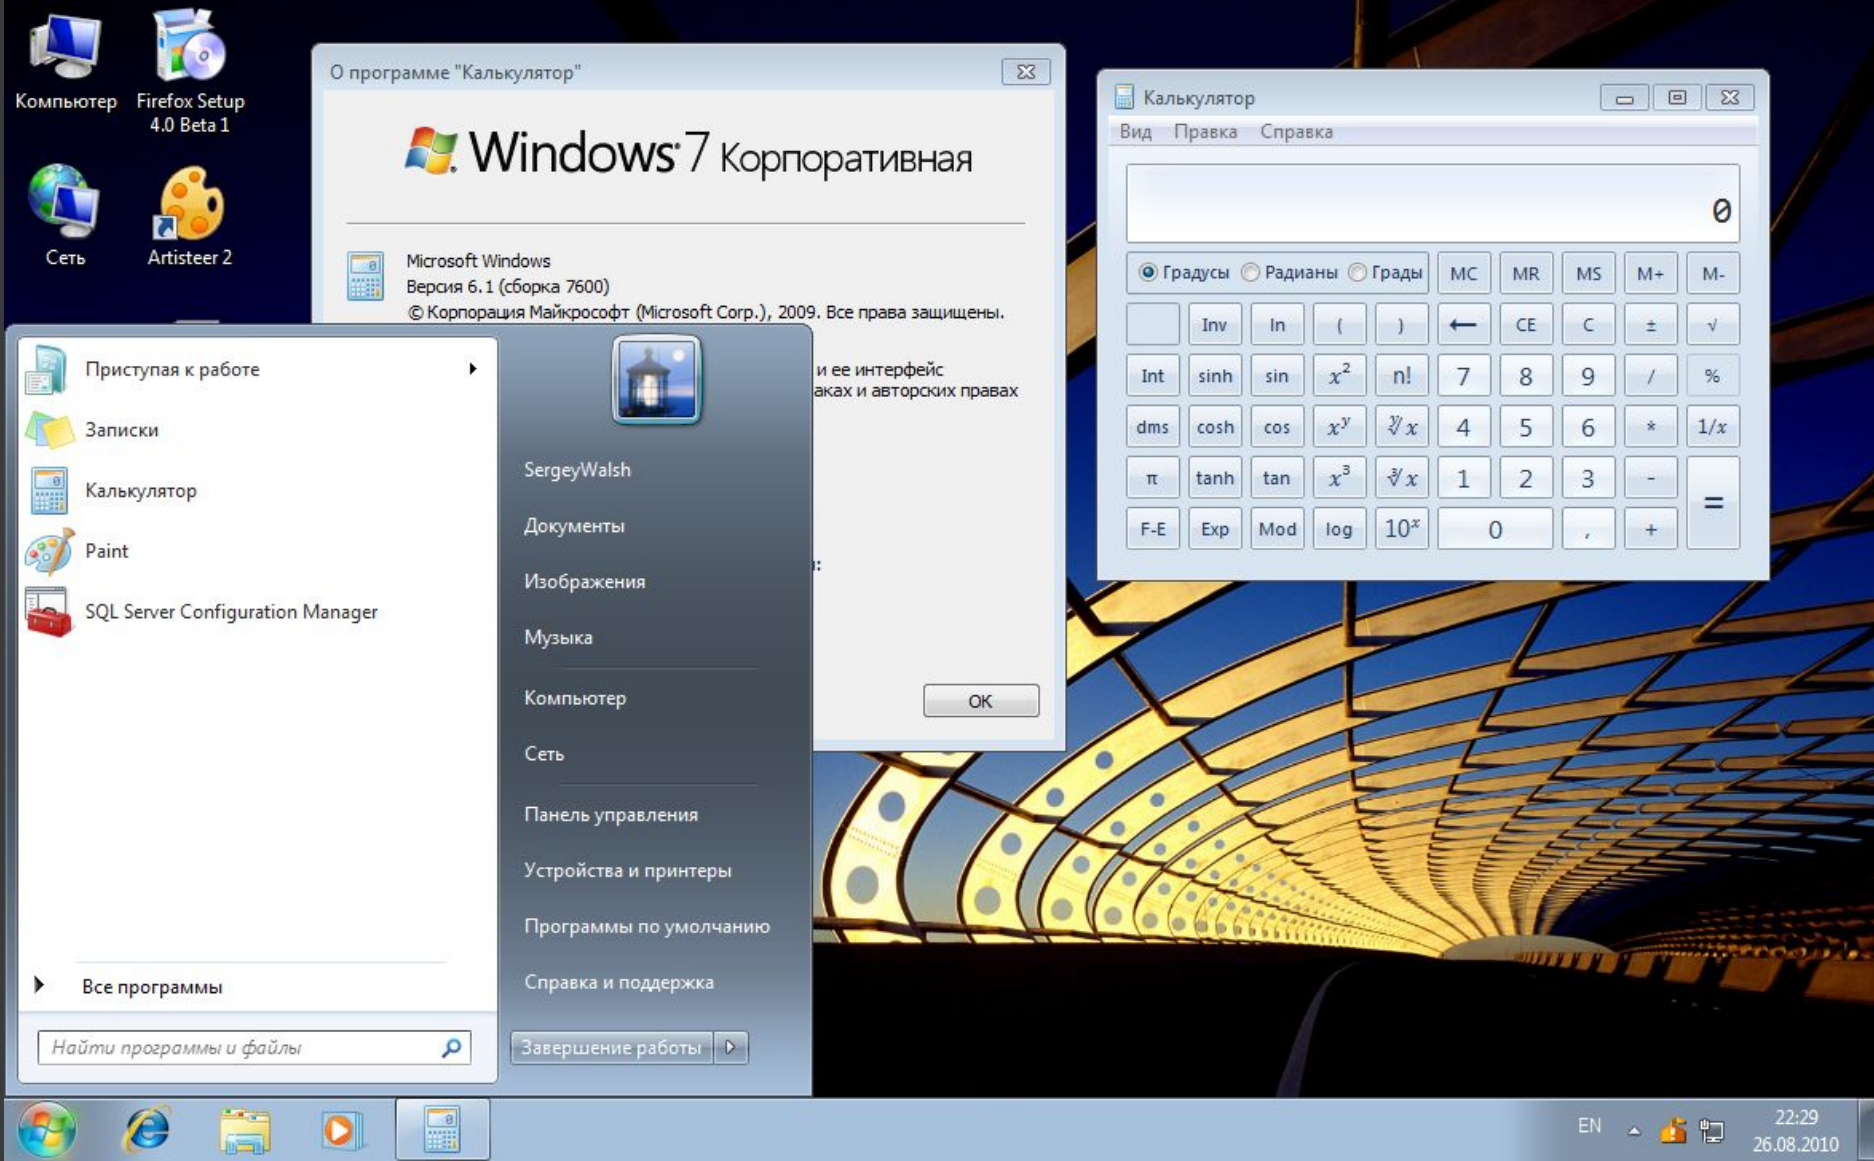 Компьютер
Firefox Setup
4.0 Beta 1
Сеть
Artisteer 2
О программе "Калькулятор"
Windows 7 Корпоративная
Microsoft Windows
Версия 6.1 (сборка 7600)
© Корпорация Майкрософт (Microsoft Corp.), 2009. Все права защищены.
и ее интерфейс
аках и авторских правах
OK
Калькулятор
Вид Правка Справка
0
Градусы Радианы Грады MC MR MS M+ M-
Inv ln ( ) ← CE C ± √
Int sinh sin x² n! 7 8 9 / %
dms cosh cos xʸ ʸ√x 4 5 6 * 1/x
π tanh tan x³ ³√x 1 2 3 - =
F-E Exp Mod log 10ˣ 0 , +
Приступая к работе
Записки
Калькулятор
Paint
SQL Server Configuration Manager
Все программы
Найти программы и файлы
SergeyWalsh
Документы
Изображения
Музыка
Компьютер
Сеть
Панель управления
Устройства и принтеры
Программы по умолчанию
Справка и поддержка
Завершение работы
EN
22:29
26.08.2010